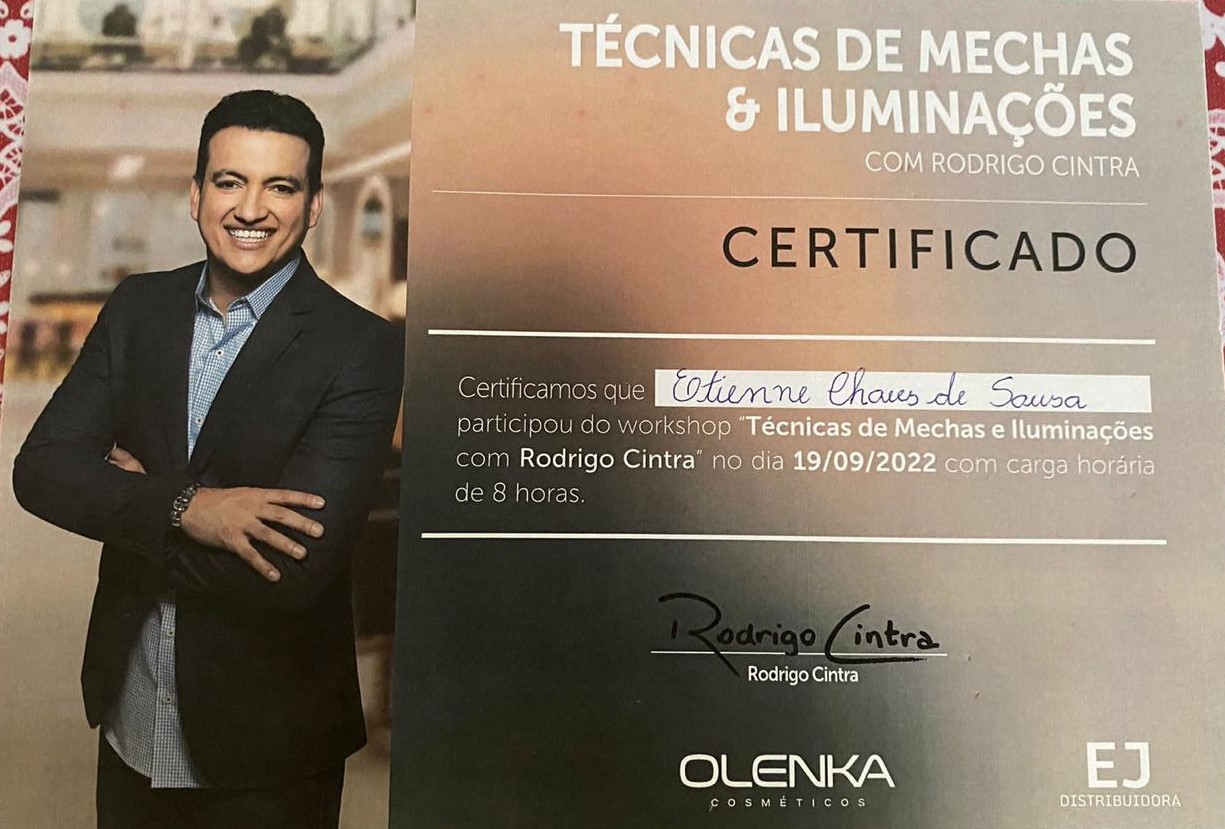 TÉCNICAS DE MECHAS
& ILUMINAÇÕES
COM RODRIGO CINTRA
CERTIFICADO
Certificamos que Etienne Chaves de Sousa
participou do workshop "Técnicas de Mechas e Iluminações
com Rodrigo Cintra" no dia 19/09/2022 com carga horária
de 8 horas.
Rodrigo Cintra
Rodrigo Cintra
OLENKA
COSMÉTICOS
EJ
DISTRIBUIDORA